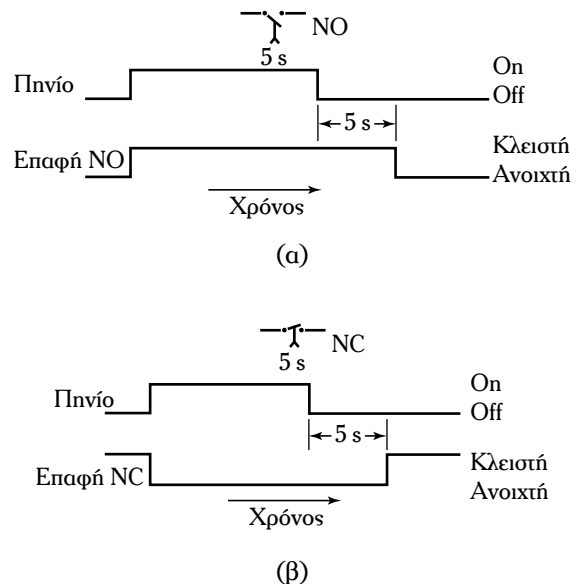 NO
5 s
Πηνίο
On
Off
5 s
Επαφή NO
Κλειστή
Ανοιχτή
Χρόνος
(α)
NC
5 s
Πηνίο
On
Off
5 s
Επαφή NC
Κλειστή
Ανοιχτή
Χρόνος
(β)